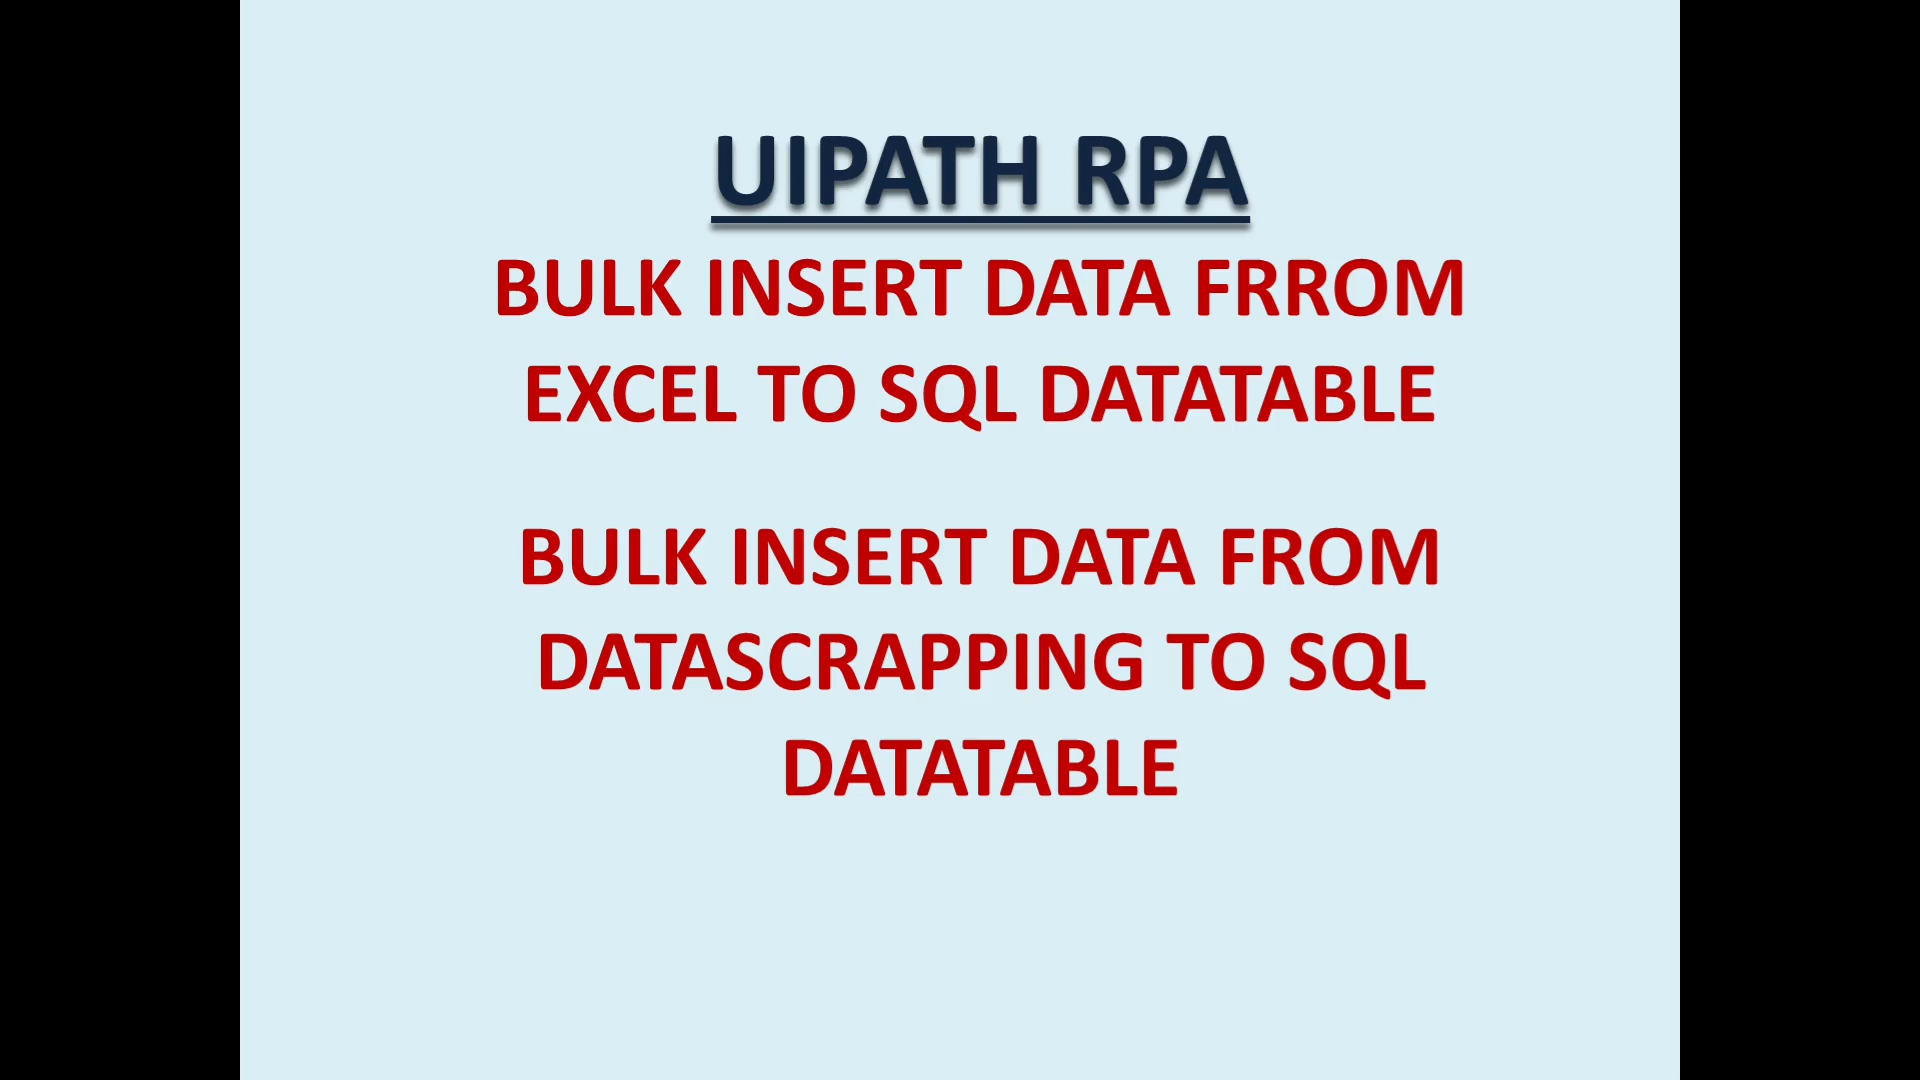 UIPATH RPA
BULK INSERT DATA FRROM
EXCEL TO SQL DATATABLE
BULK INSERT DATA FROM
DATASCRAPPING TO SQL
DATATABLE